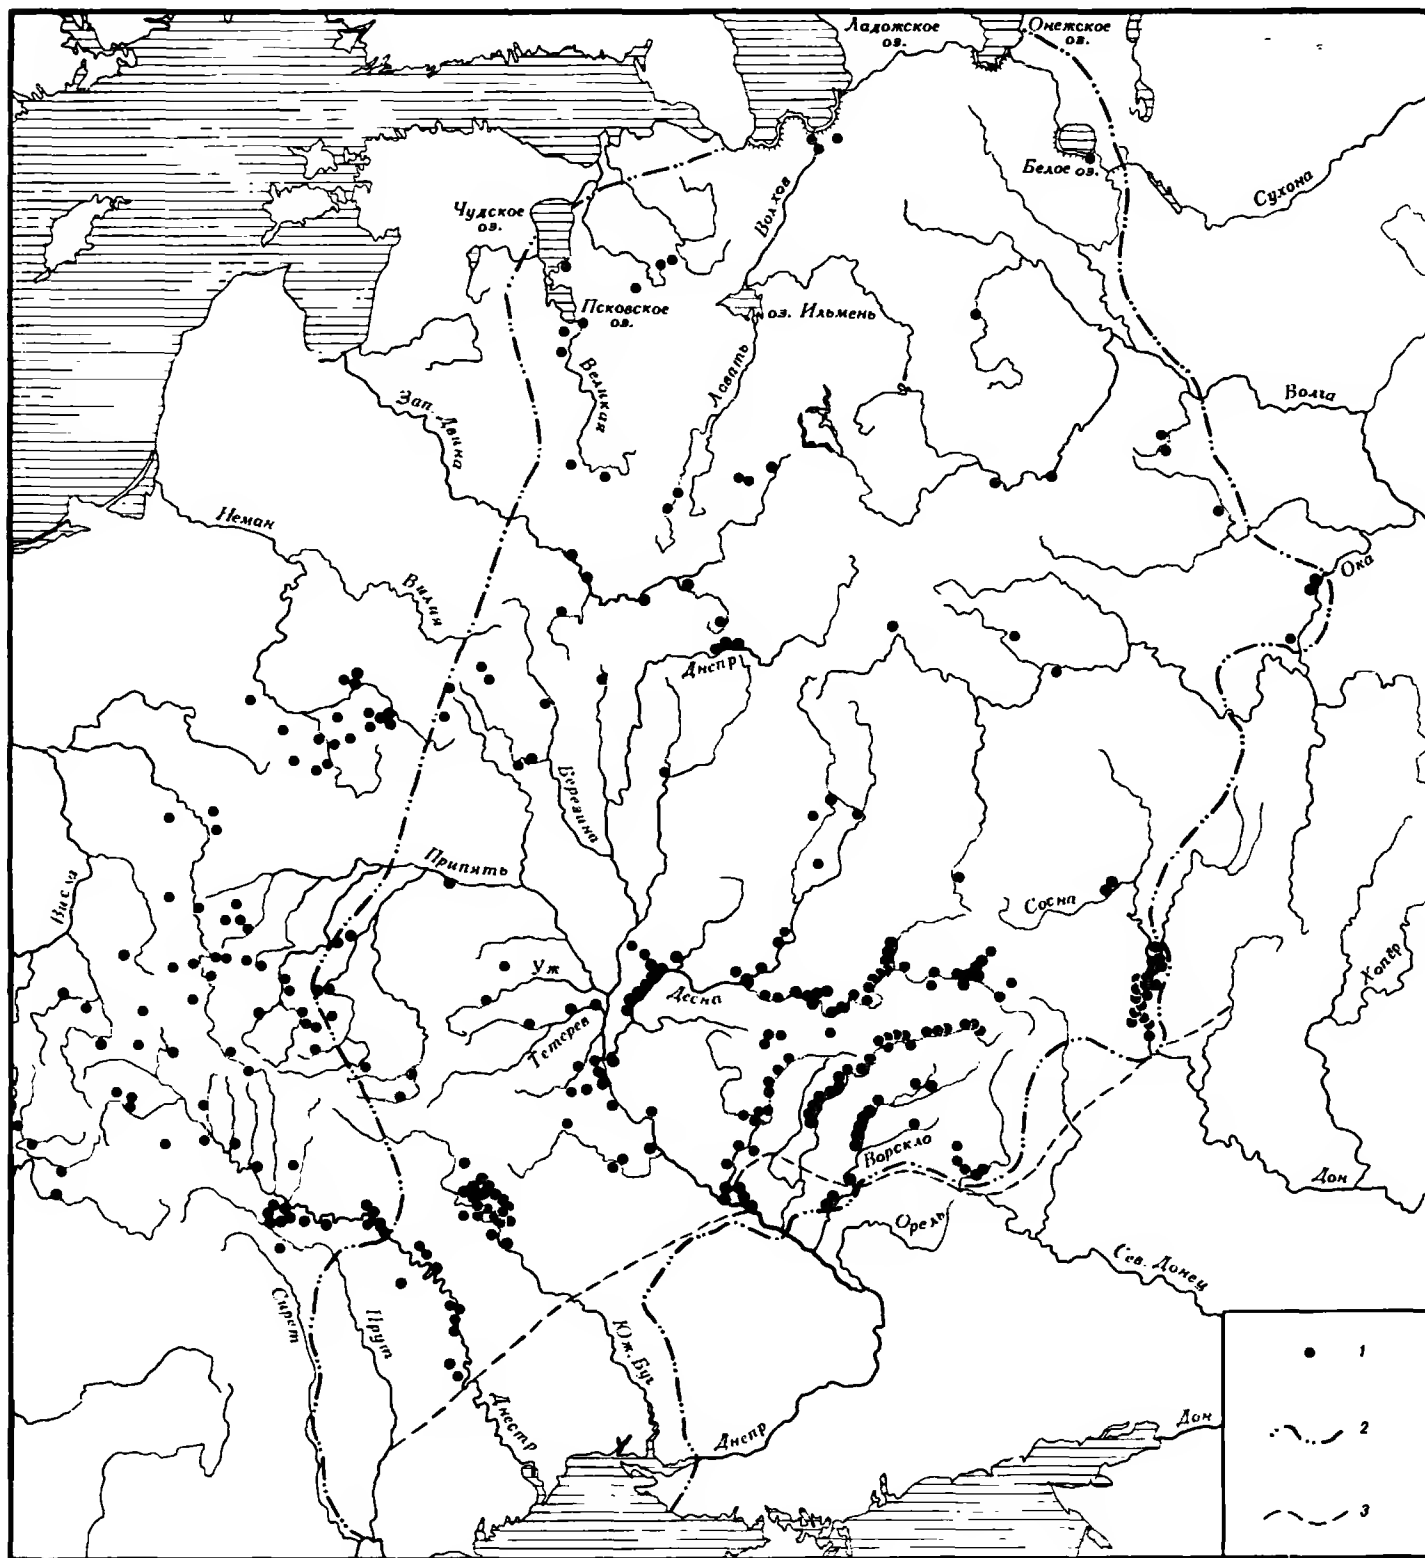 Ладожское
оз.
Онежское
оз.
Белое оз.
Сухона
Волхов
Чудское
оз.
Псковское
оз.
оз. Ильмень
Великая
Ловать
Зап. Двина
Волга
Неман
Вилия
Ока
Днепр
Березина
Припять
Висла
Сосна
Хопер
Уж
Десна
Тетерев
Ворскло
Дон
Орель
Сев. Донец
Сирет
Прут
Юж. Буг
Днестр
Днепр
Дон
1
2
3